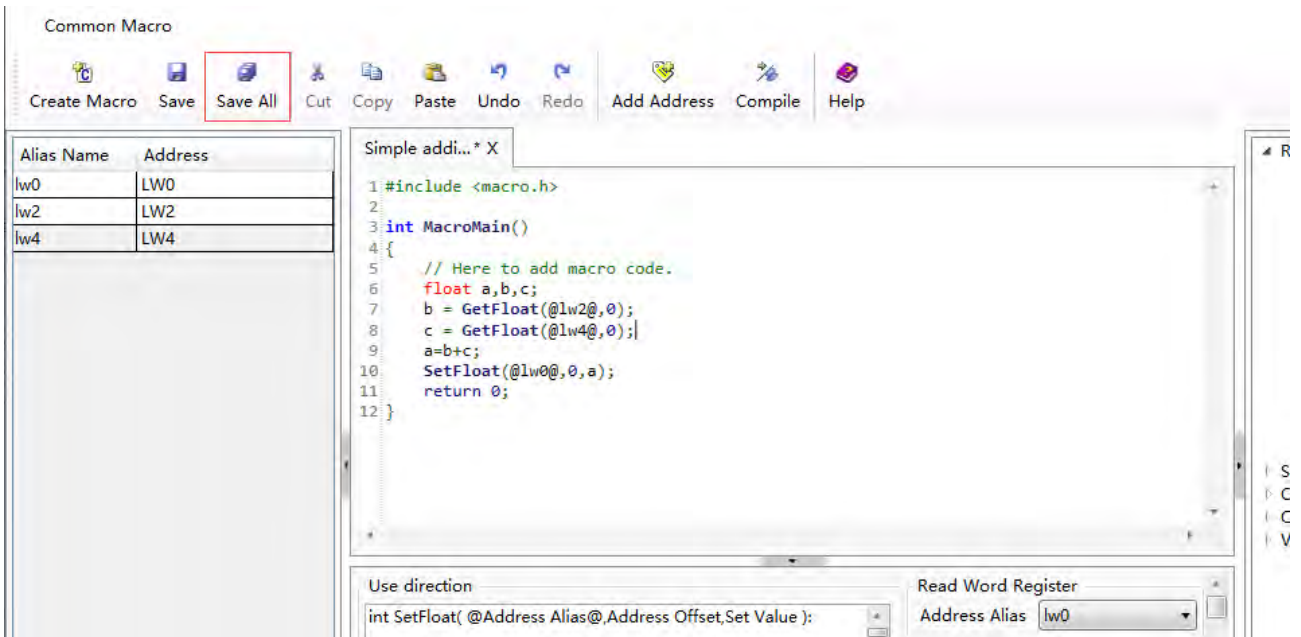 Common Macro
Create Macro Save Save All Cut Copy Paste Undo Redo Add Address Compile Help
Alias Name Address
lw0 LW0
lw2 LW2
lw4 LW4
Simple addi...* X
1 #include <macro.h>
2
3 int MacroMain()
4 {
5 // Here to add macro code.
6 float a,b,c;
7 b = GetFloat(@lw2@,0);
8 c = GetFloat(@lw4@,0);
9 a=b+c;
10 SetFloat(@lw0@,0,a);
11 return 0;
12 }
R
S
C
C
V
Use direction
int SetFloat( @Address Alias@,Address Offset,Set Value ):
Read Word Register
Address Alias lw0